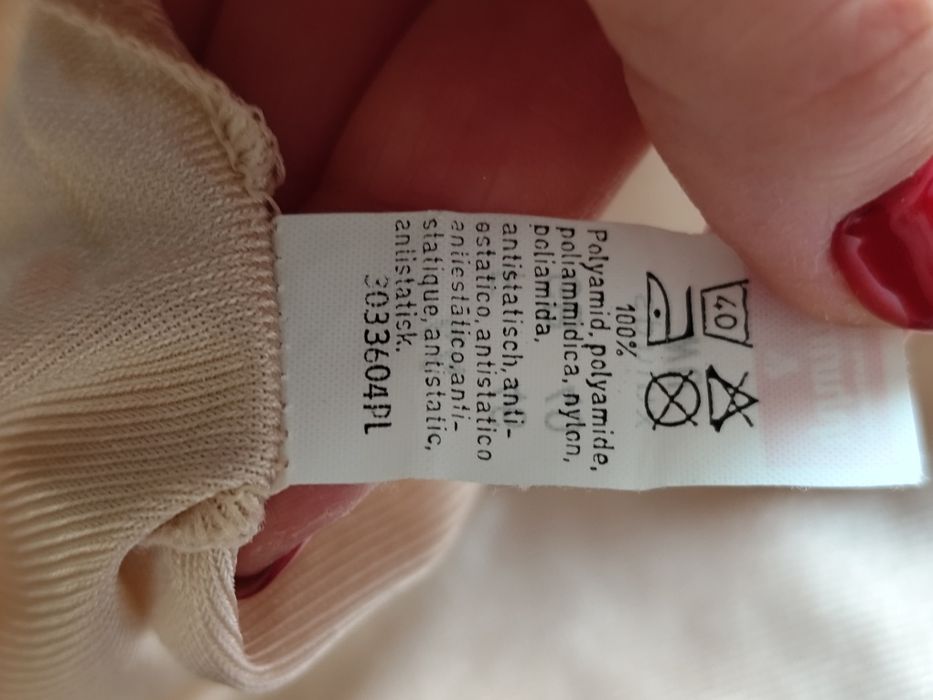 40
100%
Polyamid, polyamide,
poliammidica, nylon,
poliamida,
antistatisch, anti-
estatico, antistatico
antiestático, anti-
statique, antistatic,
antistatisk.
3033604PL